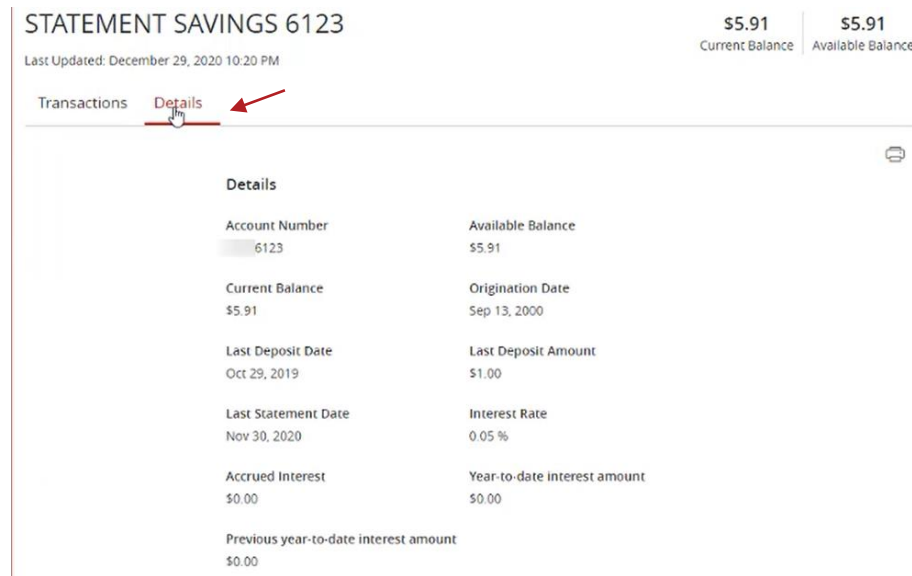 STATEMENT SAVINGS 6123
$5.91 $5.91
Current Balance Available Balance
Last Updated: December 29, 2020 10:20 PM
Transactions Details
Details
Account Number Available Balance
6123 $5.91
Current Balance Origination Date
$5.91 Sep 13, 2000
Last Deposit Date Last Deposit Amount
Oct 29, 2019 $1.00
Last Statement Date Interest Rate
Nov 30, 2020 0.05 %
Accrued Interest Year-to-date interest amount
$0.00 $0.00
Previous year-to-date interest amount
$0.00